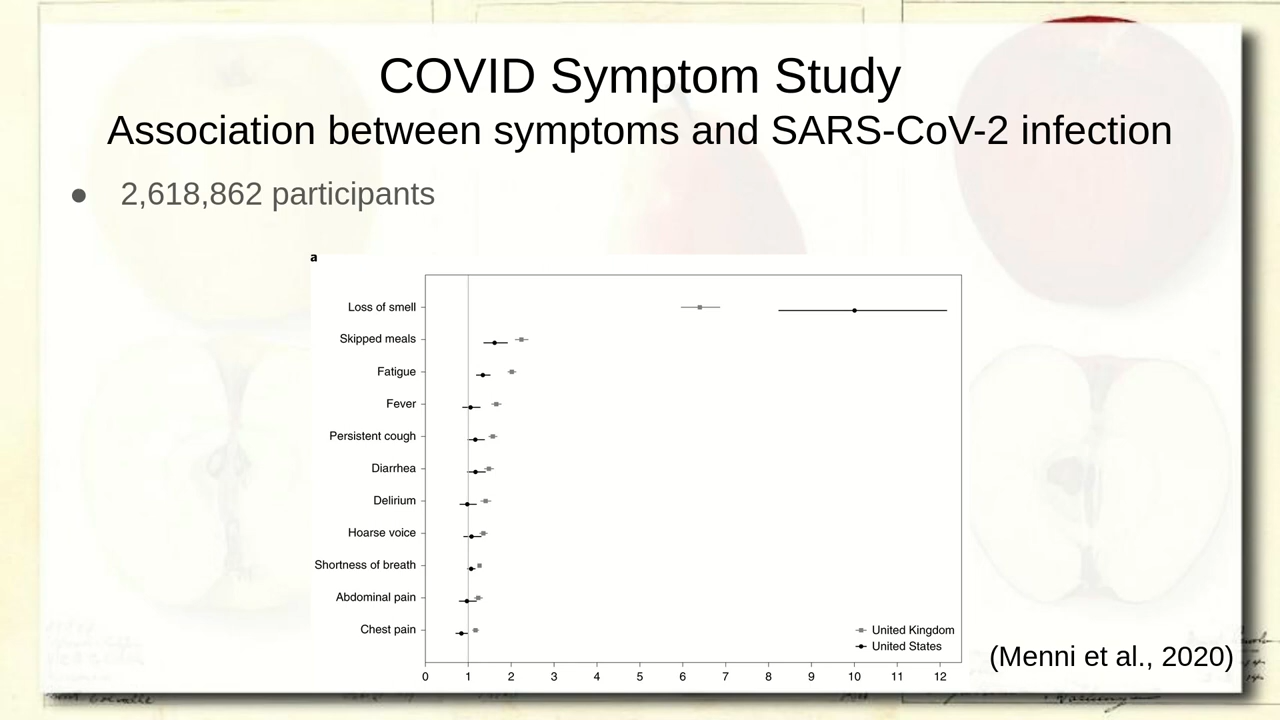 COVID Symptom Study
Association between symptoms and SARS-CoV-2 infection
● 2,618,862 participants
a
Loss of smell
Skipped meals
Fatigue
Fever
Persistent cough
Diarrhea
Delirium
Hoarse voice
Shortness of breath
Abdominal pain
Chest pain
United Kingdom
United States
0 1 2 3 4 5 6 7 8 9 10 11 12
(Menni et al., 2020)